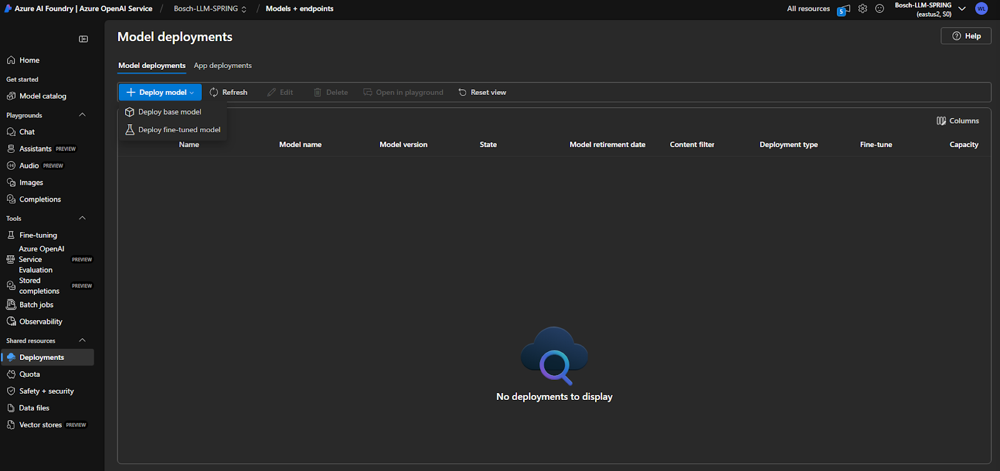 Azure AI Foundry | Azure OpenAI Service / Bosch-LLM-SPRING / Models + endpoints
All resources 5 Bosch-LLM-SPRING (eastus2, S0) WL
Model deployments
Help
Model deployments App deployments
Deploy model Refresh Edit Delete Open in playground Reset view
Deploy base model
Deploy fine-tuned model
Columns
Name Model name Model version State Model retirement date Content filter Deployment type Fine-tune Capacity
No deployments to display
Home
Get started
Model catalog
Playgrounds
Chat
Assistants PREVIEW
Audio PREVIEW
Images
Completions
Tools
Fine-tuning
Azure OpenAI
Service PREVIEW
Evaluation
Stored
completions PREVIEW
Batch jobs
Observability
Shared resources
Deployments
Quota
Safety + security
Data files
Vector stores PREVIEW